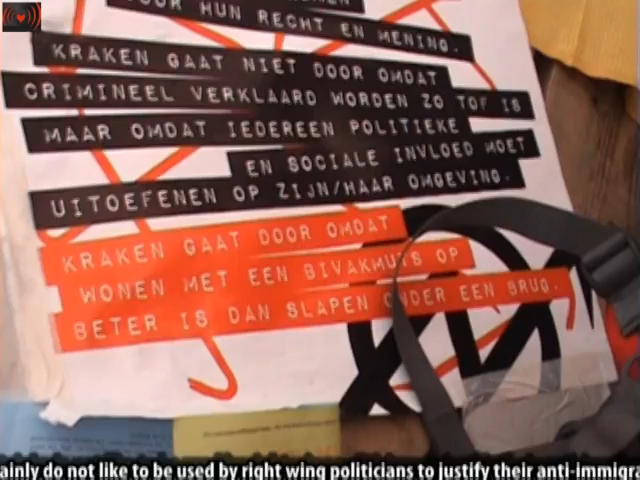 VOOR HUN RECHT EN MENING.
KRAKEN GAAT NIET DOOR OMDAT
CRIMINEEL VERKLAARD WORDEN ZO TOF IS
MAAR OMDAT IEDEREEN POLITIEKE
EN SOCIALE INVLOED MOET
UITOEFENEN OP ZIJN/HAAR OMGEVING.
KRAKEN GAAT DOOR OMDAT
WONEN MET EEN BIVAKMUTS OP
BETER IS DAN SLAPEN ONDER EEN BRUG.
ainly do not like to be used by right wing politicians to justify their anti-immigra